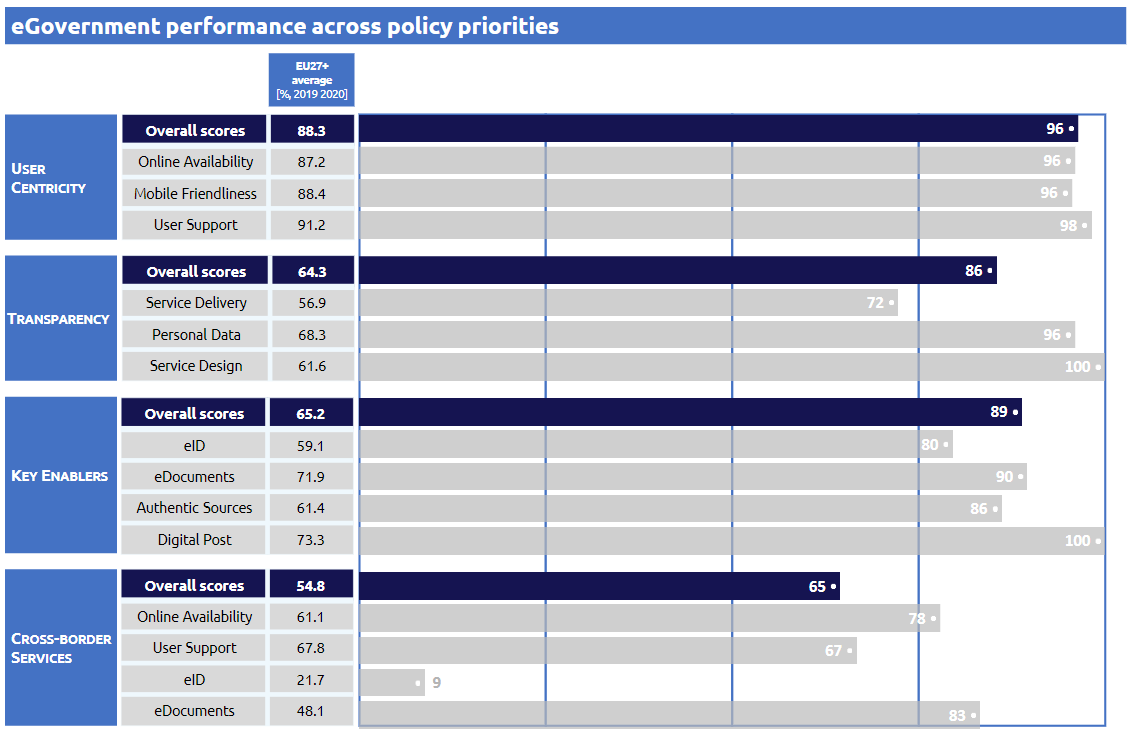 eGovernment performance across policy priorities
EU27+
average
[%, 2019 2020]
USER
CENTRICITY
Overall scores 88.3 96
Online Availability 87.2 96
Mobile Friendliness 88.4 96
User Support 91.2 98
TRANSPARENCY
Overall scores 64.3 86
Service Delivery 56.9 72
Personal Data 68.3 96
Service Design 61.6 100
KEY ENABLERS
Overall scores 65.2 89
eID 59.1 80
eDocuments 71.9 90
Authentic Sources 61.4 86
Digital Post 73.3 100
CROSS-BORDER
SERVICES
Overall scores 54.8 65
Online Availability 61.1 78
User Support 67.8 67
eID 21.7 9
eDocuments 48.1 83